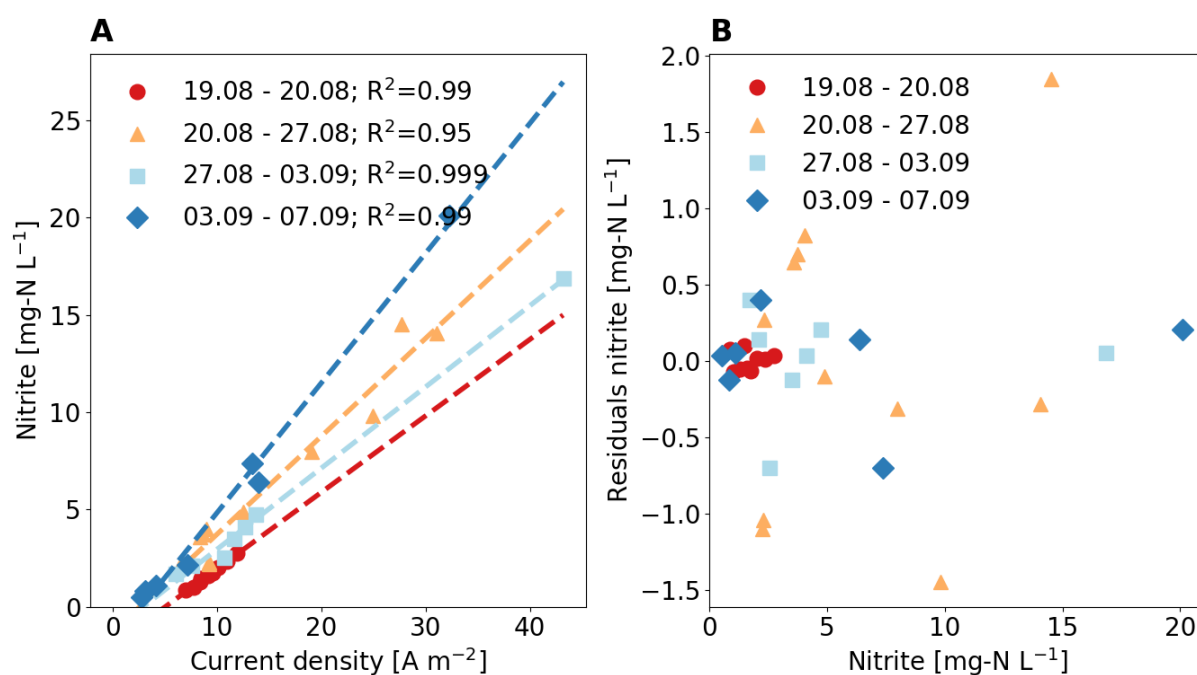 A
19.08 - 20.08; R²=0.99
20.08 - 27.08; R²=0.95
27.08 - 03.09; R²=0.999
03.09 - 07.09; R²=0.99
Nitrite [mg-N L⁻¹]
25
20
15
10
5
0
0 10 20 30 40
Current density [A m⁻²]
B
19.08 - 20.08
20.08 - 27.08
27.08 - 03.09
03.09 - 07.09
Residuals nitrite [mg-N L⁻¹]
2.0
1.5
1.0
0.5
0.0
−0.5
−1.0
−1.5
0 5 10 15 20
Nitrite [mg-N L⁻¹]